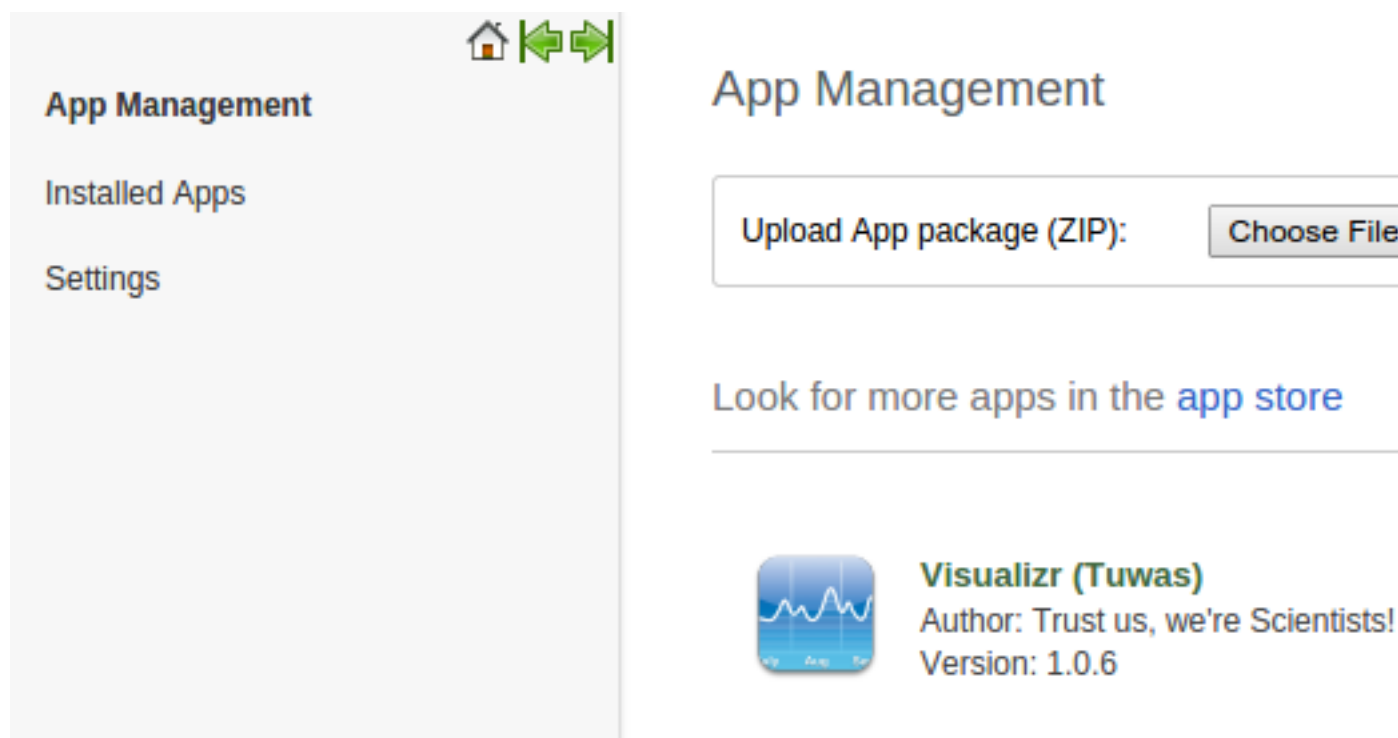 App Management
Installed Apps
Settings
App Management
Upload App package (ZIP): Choose File
Look for more apps in the app store
Visualizr (Tuwas)
Author: Trust us, we're Scientists!
Version: 1.0.6
Aug